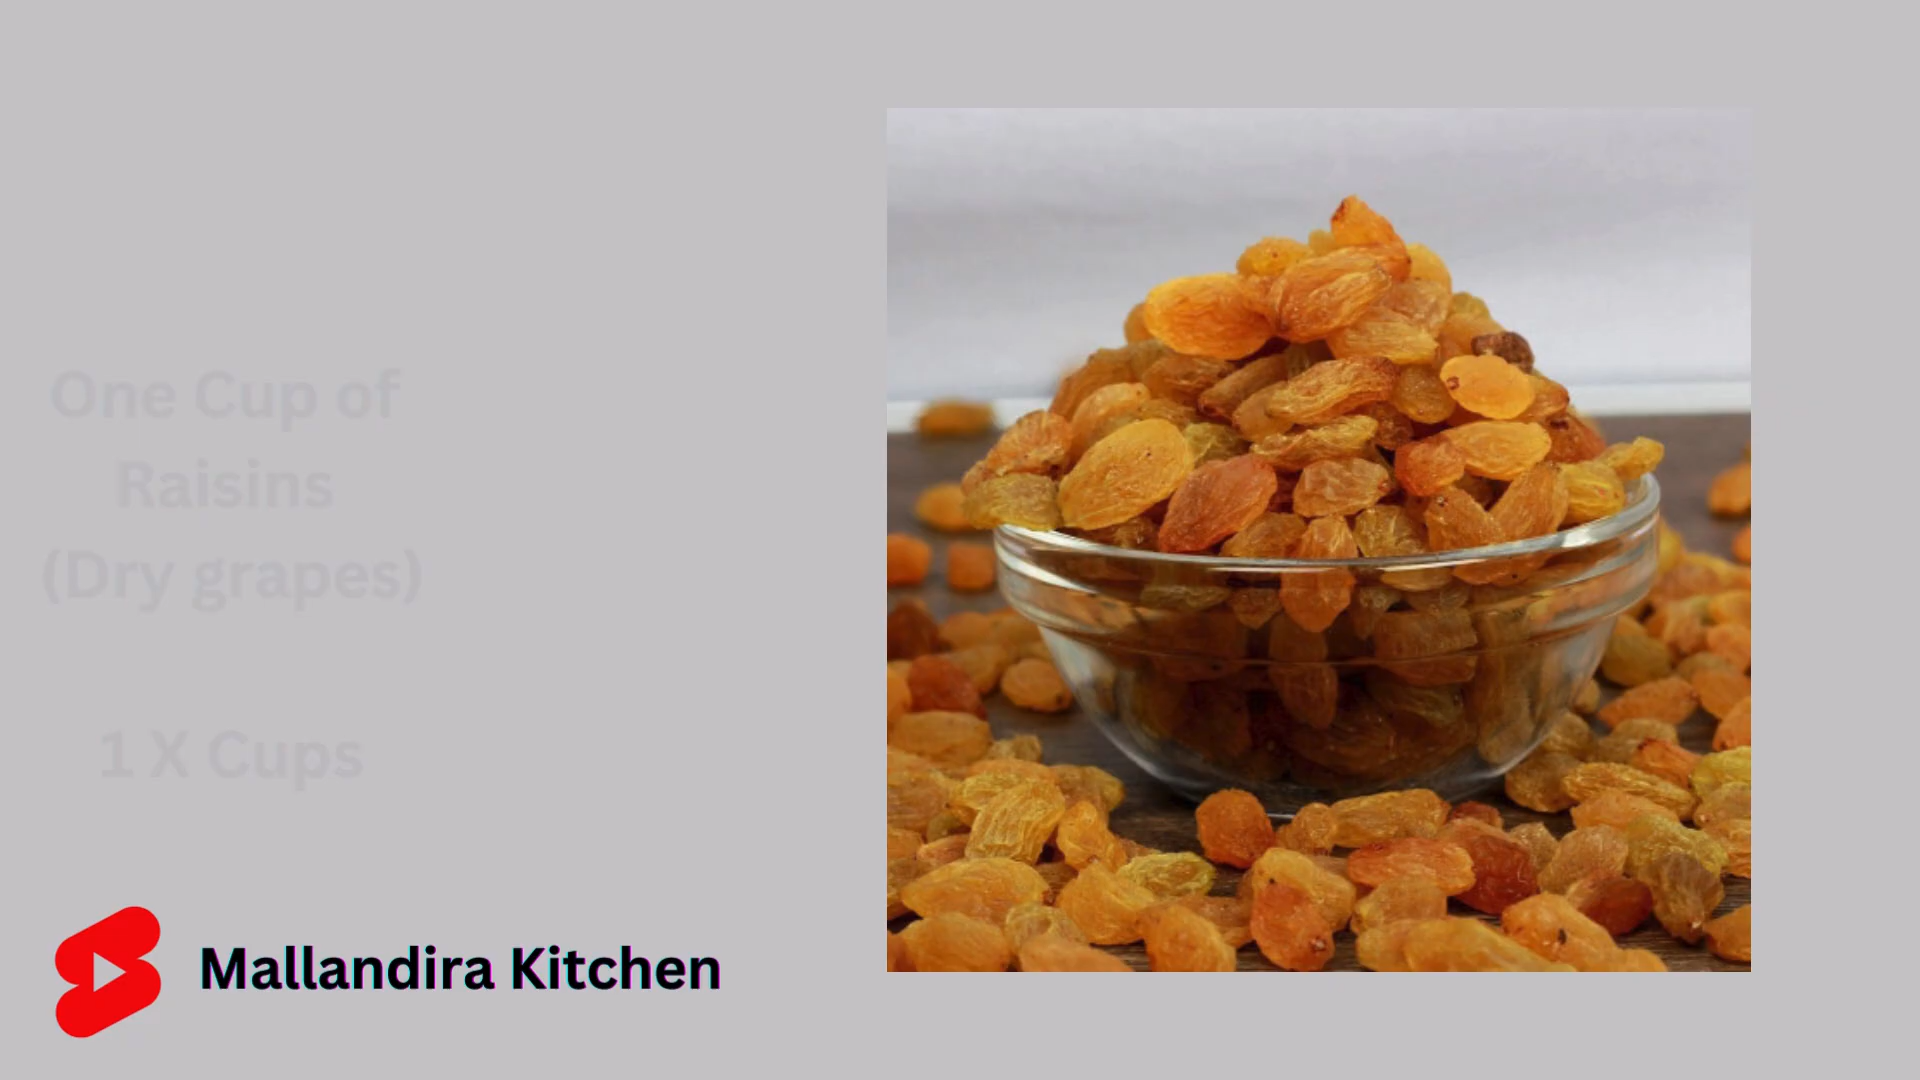 One Cup of
Raisins
(Dry grapes)
1 X Cups
Mallandira Kitchen